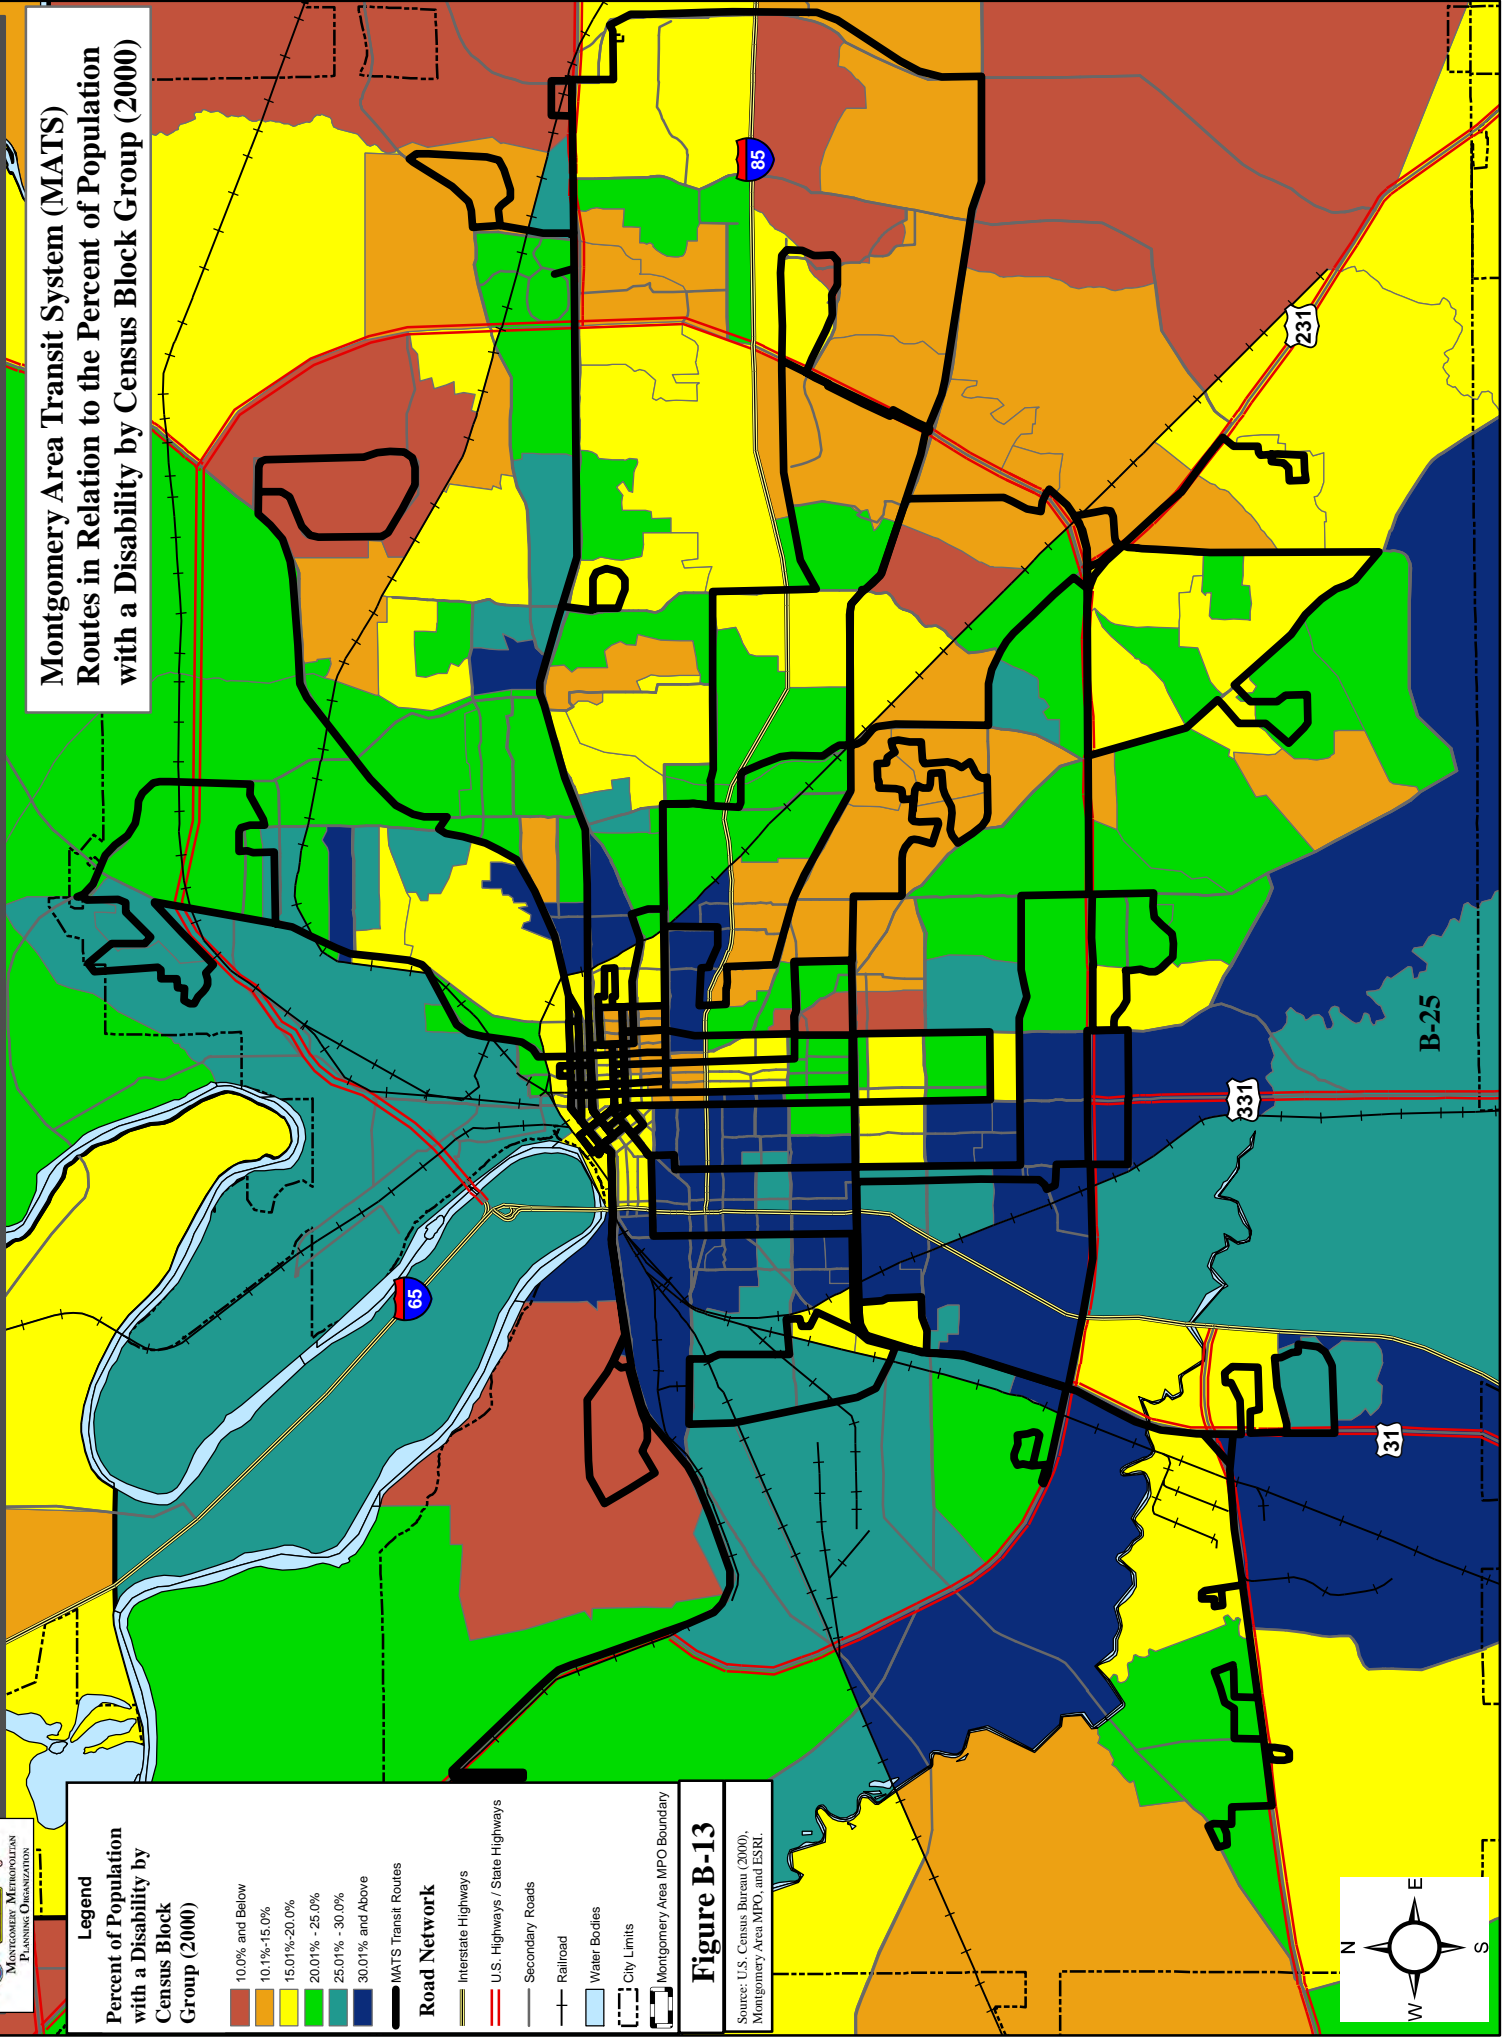 Montgomery Area Transit System (MATS)
Routes in Relation to the Percent of Population
with a Disability by Census Block Group (2000)
85
65
231
331
31
B-25
MONTGOMERY METROPOLITAN
PLANNING ORGANIZATION
Legend
Percent of Population
with a Disability by
Census Block
Group (2000)
10.0% and Below
10.1%-15.0%
15.01%-20.0%
20.01% - 25.0%
25.01% - 30.0%
30.01% and Above
MATS Transit Routes
Road Network
Interstate Highways
U.S. Highways / State Highways
Secondary Roads
Railroad
Water Bodies
City Limits
Montgomery Area MPO Boundary
Figure B-13
Source: U.S. Census Bureau (2000),
Montgomery Area MPO, and ESRI.
N
W
E
S